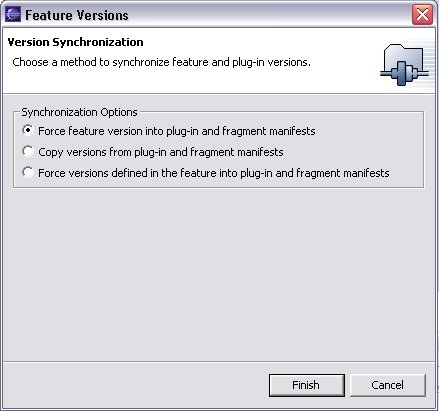 Feature Versions
Version Synchronization
Choose a method to synchronize feature and plug-in versions.
Synchronization Options
Force feature version into plug-in and fragment manifests
Copy versions from plug-in and fragment manifests
Force versions defined in the feature into plug-in and fragment manifests
Finish
Cancel